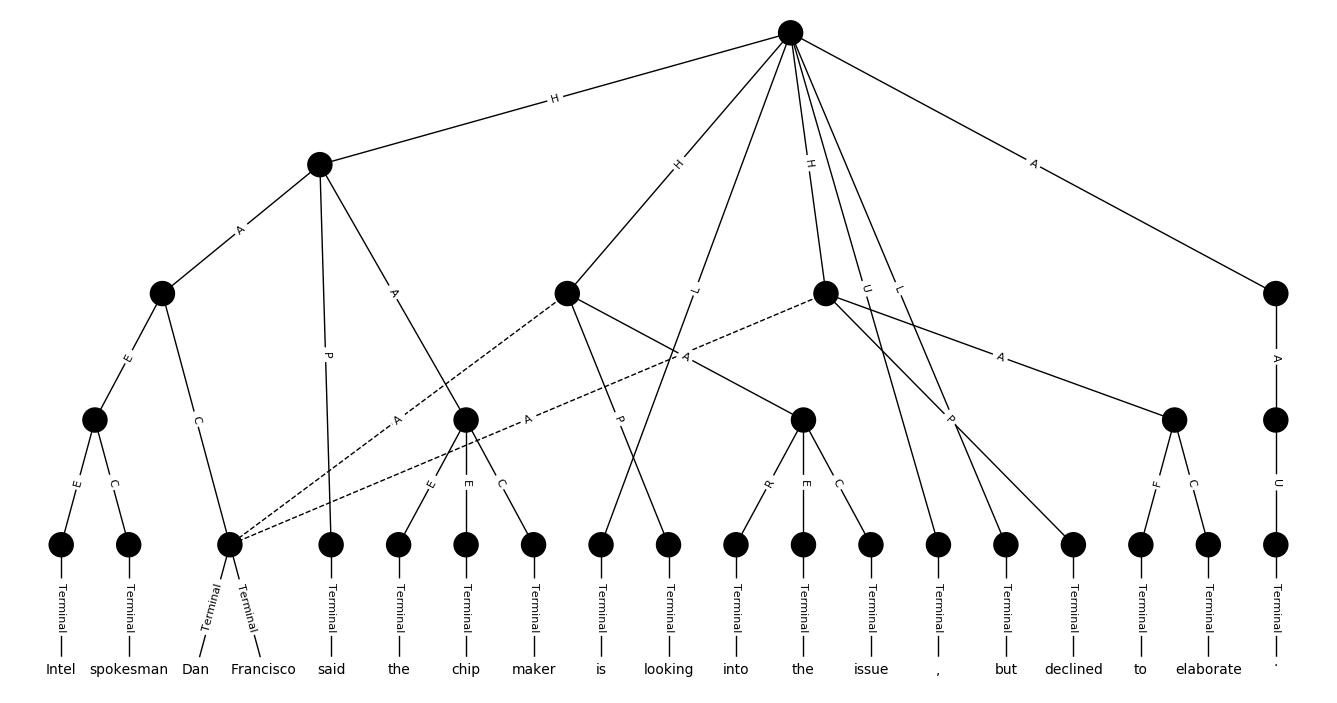 H
H
H
A
A
A
L
U
L
E
C
P
A
A
A
P
A
P
A
E
C
E
E
C
R
E
C
F
C
U
Terminal Terminal Terminal Terminal Terminal Terminal Terminal Terminal Terminal Terminal Terminal Terminal Terminal Terminal Terminal Terminal Terminal Terminal Terminal
Intel spokesman Dan Francisco said the chip maker is looking into the issue , but declined to elaborate .